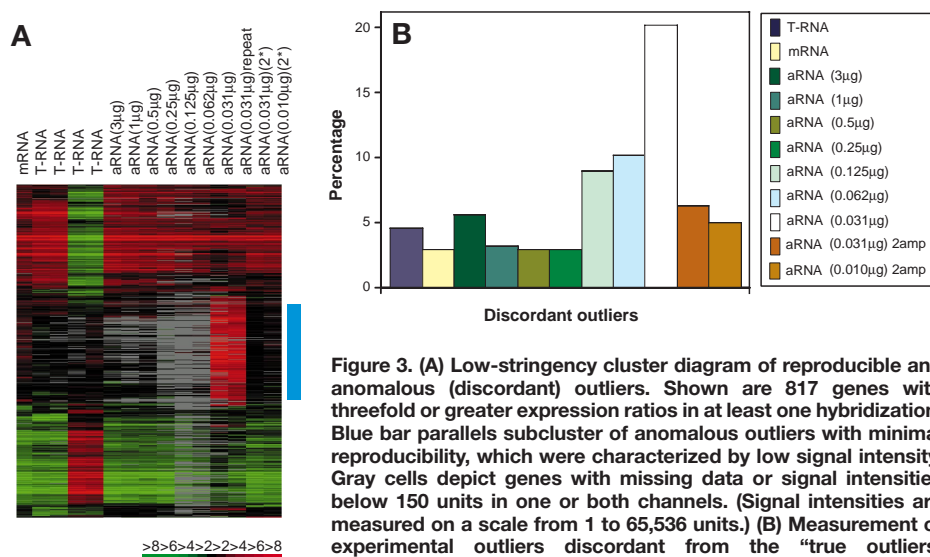 A
mRNA
T-RNA
T-RNA
T-RNA
T-RNA
aRNA(3µg)
aRNA(1µg)
aRNA(0.5µg)
aRNA(0.25µg)
aRNA(0.125µg)
aRNA(0.062µg)
aRNA(0.031µg)
aRNA(0.031µg)repeat
aRNA(0.031µg)(2*)
aRNA(0.010µg)(2*)
>8>6>4>2>2>4>6>8
B
Percentage
20
15
10
5
0
Discordant outliers
T-RNA
mRNA
aRNA (3µg)
aRNA (1µg)
aRNA (0.5µg)
aRNA (0.25µg)
aRNA (0.125µg)
aRNA (0.062µg)
aRNA (0.031µg)
aRNA (0.031µg) 2amp
aRNA (0.010µg) 2amp
Figure 3. (A) Low-stringency cluster diagram of reproducible an
anomalous (discordant) outliers. Shown are 817 genes wit
threefold or greater expression ratios in at least one hybridization
Blue bar parallels subcluster of anomalous outliers with minima
reproducibility, which were characterized by low signal intensity
Gray cells depict genes with missing data or signal intensitie
below 150 units in one or both channels. (Signal intensities ar
measured on a scale from 1 to 65,536 units.) (B) Measurement o
experimental outliers discordant from the “true outliers